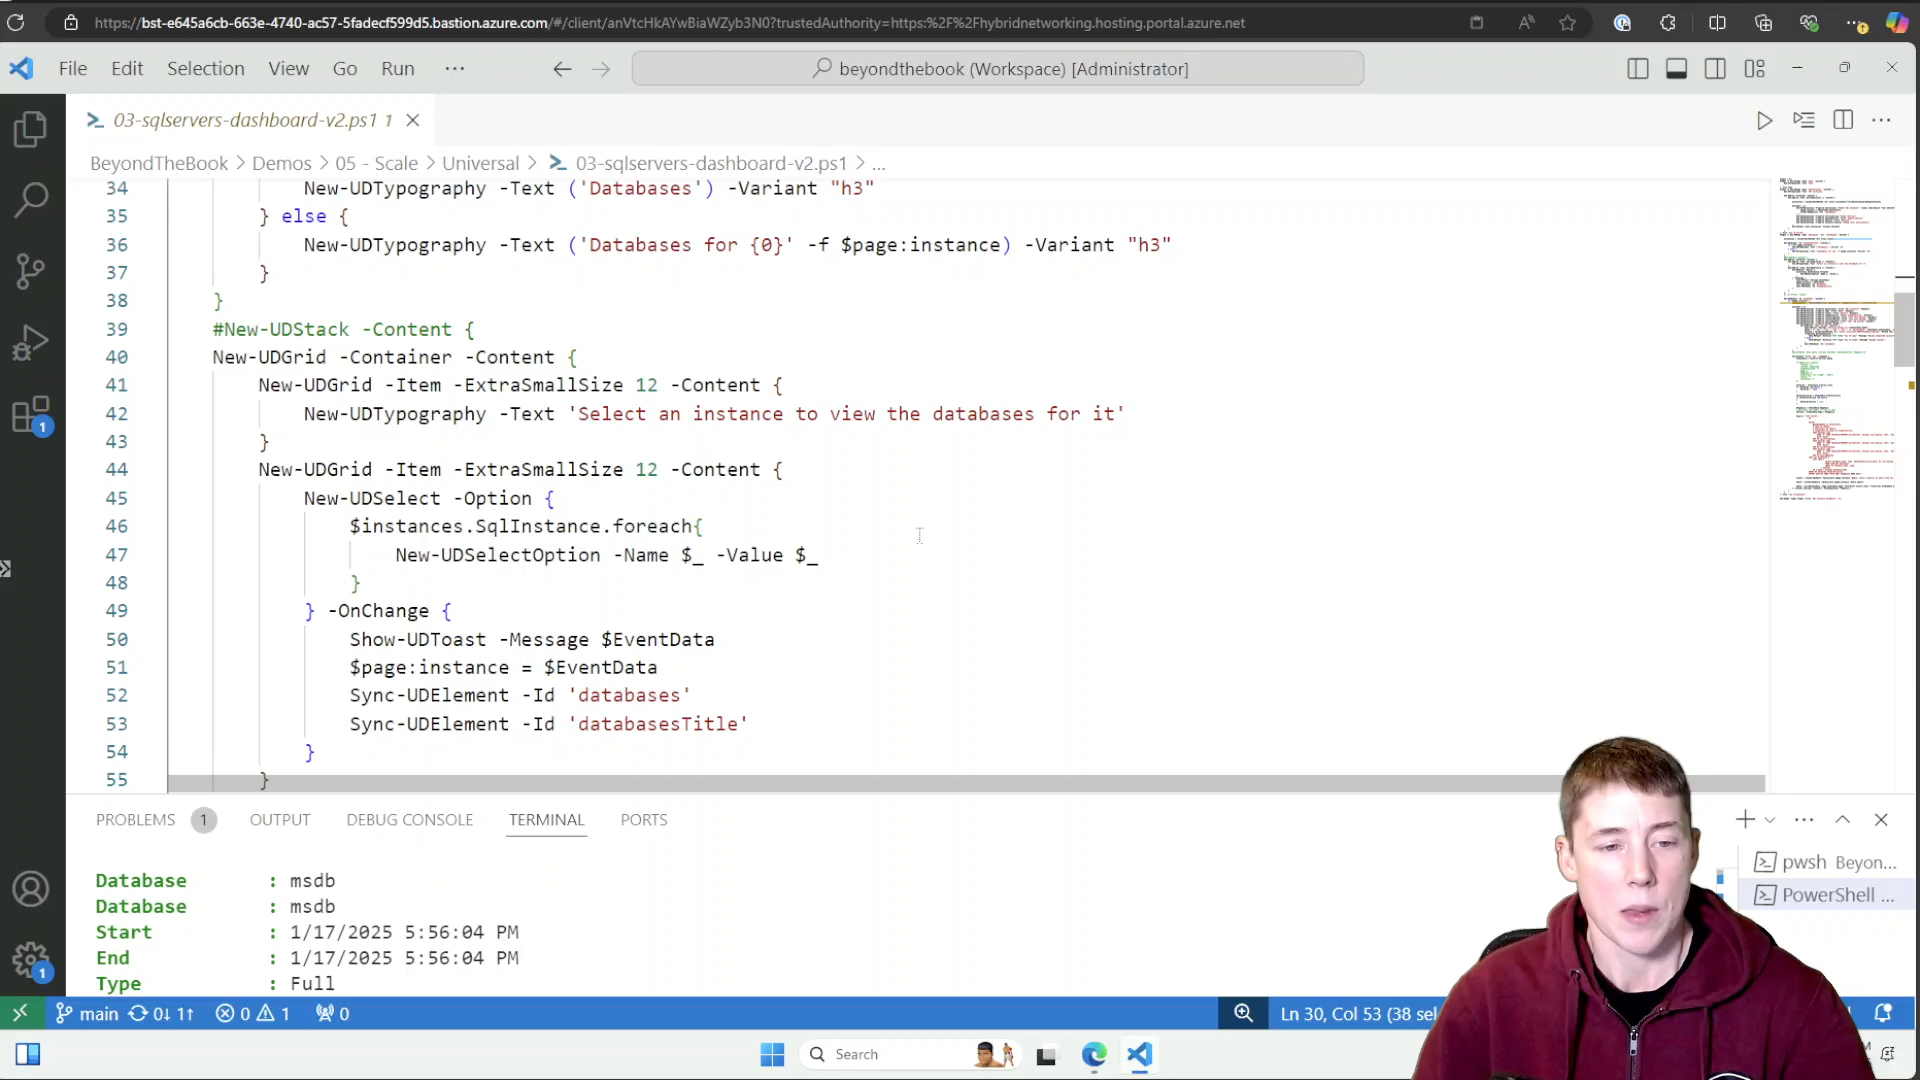 https://bst-e645a6cb-663e-4740-ac57-5fadecf599d5.bastion.azure.com/#/client/anVtcHkAYwBiaWZyb3N0?trustedAuthority=https:%2F%2Fhybridnetworking.hosting.portal.azure.net
File Edit Selection View Go Run ···
beyondthebook (Workspace) [Administrator]
03-sqlservers-dashboard-v2.ps1 1
BeyondTheBook > Demos > 05 - Scale > Universal > 03-sqlservers-dashboard-v2.ps1 > ...
34 New-UDTypography -Text ('Databases') -Variant "h3"
35 } else {
36 New-UDTypography -Text ('Databases for {0}' -f $page:instance) -Variant "h3"
37 }
38 }
39 #New-UDStack -Content {
40 New-UDGrid -Container -Content {
41 New-UDGrid -Item -ExtraSmallSize 12 -Content {
42 New-UDTypography -Text 'Select an instance to view the databases for it'
43 }
44 New-UDGrid -Item -ExtraSmallSize 12 -Content {
45 New-UDSelect -Option {
46 $instances.SqlInstance.foreach{
47 New-UDSelectOption -Name $_ -Value $_
48 }
49 } -OnChange {
50 Show-UDToast -Message $EventData
51 $page:instance = $EventData
52 Sync-UDElement -Id 'databases'
53 Sync-UDElement -Id 'databasesTitle'
54 }
55 }
PROBLEMS 1 OUTPUT DEBUG CONSOLE TERMINAL PORTS
pwsh Beyon...
PowerShell ...
Database : msdb
Database : msdb
Start : 1/17/2025 5:56:04 PM
End : 1/17/2025 5:56:04 PM
Type : Full
1
1
main 0↓ 1↑ 0 1 0
Ln 30, Col 53 (38 sel
Search